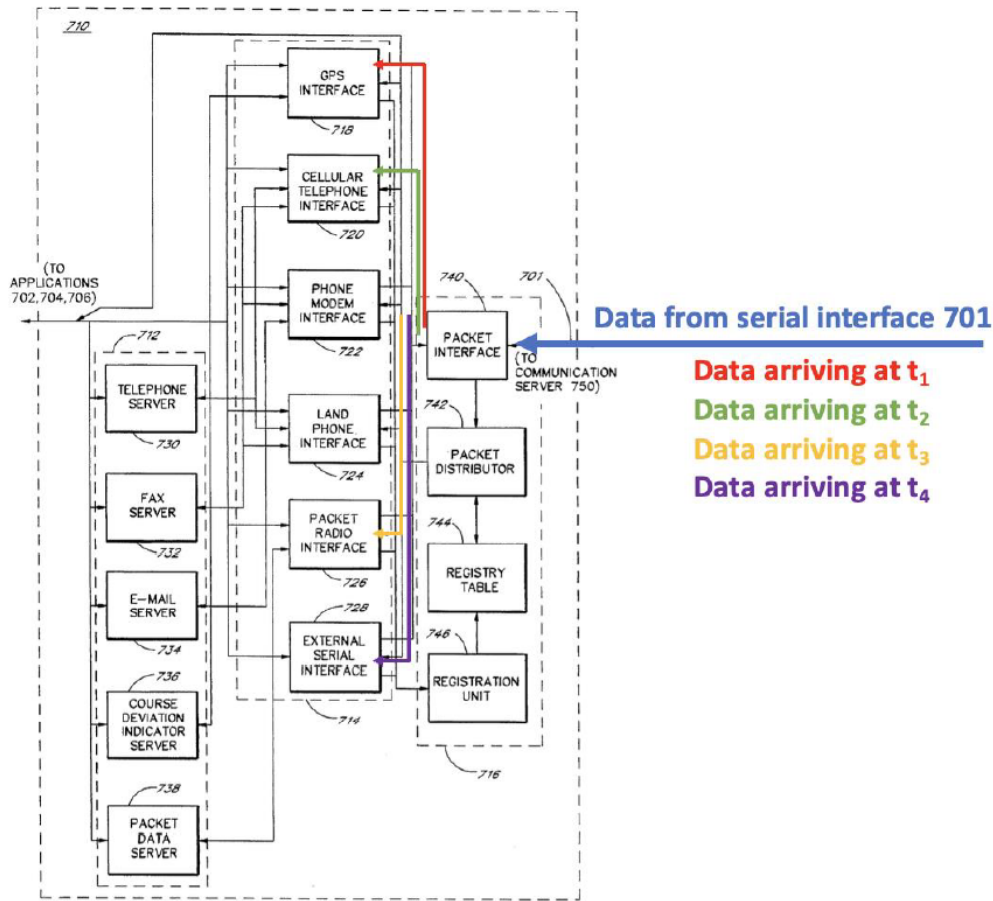 710
GPS
INTERFACE
718
CELLULAR
TELEPHONE
INTERFACE
720
(TO
APPLICATIONS
702,704,706)
PHONE
MODEM
INTERFACE
722
740
701
PACKET
INTERFACE
Data from serial interface 701
(TO
COMMUNICATION
SERVER 750)
Data arriving at t₁
Data arriving at t₂
Data arriving at t₃
Data arriving at t₄
712
TELEPHONE
SERVER
730
LAND
PHONE
INTERFACE
724
742
PACKET
DISTRIBUTOR
FAX
SERVER
732
PACKET
RADIO
INTERFACE
726
744
REGISTRY
TABLE
E-MAIL
SERVER
734
728
EXTERNAL
SERIAL
INTERFACE
714
746
REGISTRATION
UNIT
716
736
COURSE
DEVIATION
INDICATOR
SERVER
738
PACKET
DATA
SERVER